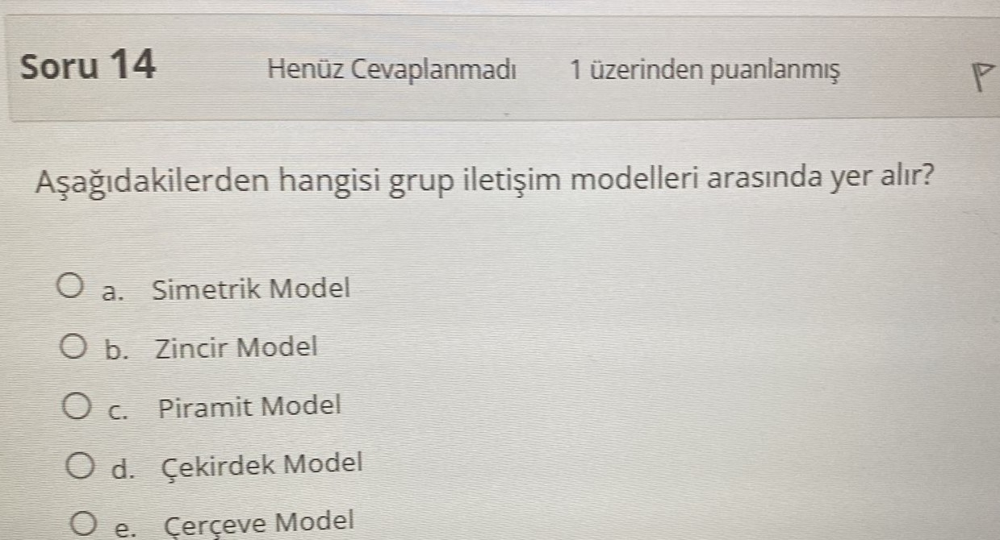 Soru 14
Henüz Cevaplanmadı
1 üzerinden puanlanmış
Aşağıdakilerden hangisi grup iletişim modelleri arasında yer alır?
a. Simetrik Model
b. Zincir Model
c. Piramit Model
d. Çekirdek Model
e. Çerçeve Model